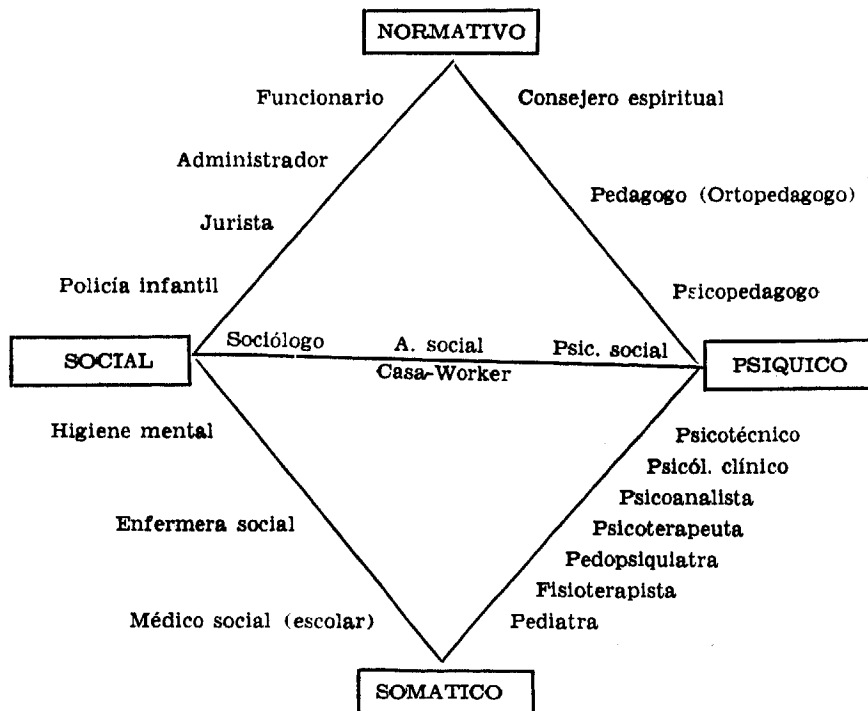 NORMATIVO
Funcionario
Consejero espiritual
Administrador
Pedagogo (Ortopedagogo)
Jurista
Policía infantil
Psicopedagogo
Sociólogo
A. social
Psic. social
SOCIAL
Casa-Worker
PSIQUICO
Higiene mental
Psicotécnico
Psicól. clínico
Psicoanalista
Enfermera social
Psicoterapeuta
Pedopsiquiatra
Fisioterapista
Médico social (escolar)
Pediatra
SOMATICO